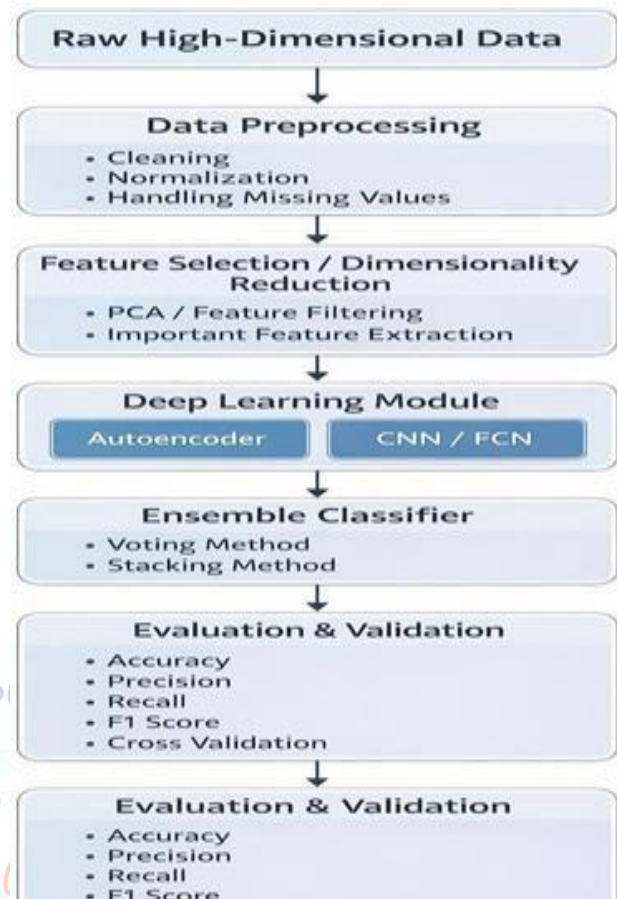 Raw High-Dimensional Data
Data Preprocessing
• Cleaning
• Normalization
• Handling Missing Values
Feature Selection / Dimensionality
Reduction
• PCA / Feature Filtering
• Important Feature Extraction
Deep Learning Module
Autoencoder
CNN / FCN
Ensemble Classifier
• Voting Method
• Stacking Method
Evaluation & Validation
• Accuracy
• Precision
• Recall
• F1 Score
• Cross Validation
Evaluation & Validation
• Accuracy
• Precision
• Recall
• F1 Score